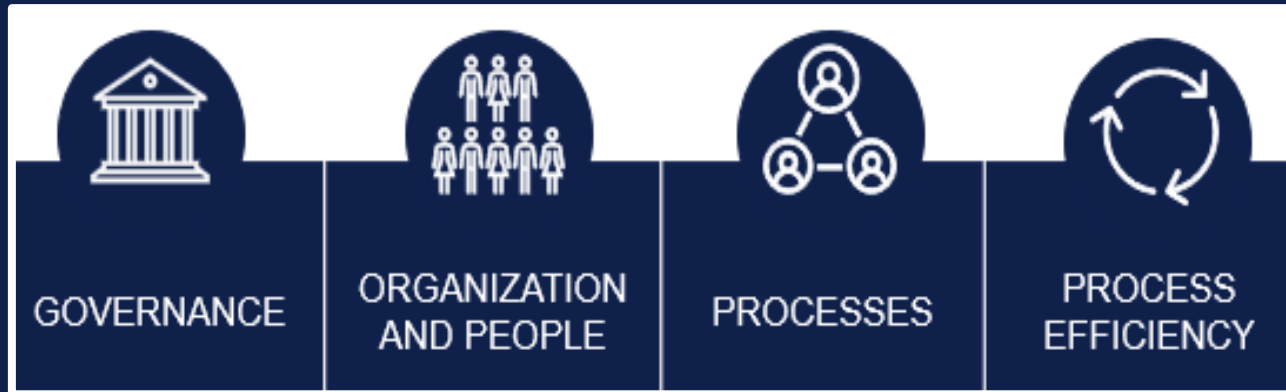 GOVERNANCE
ORGANIZATION
AND PEOPLE
PROCESSES
PROCESS
EFFICIENCY